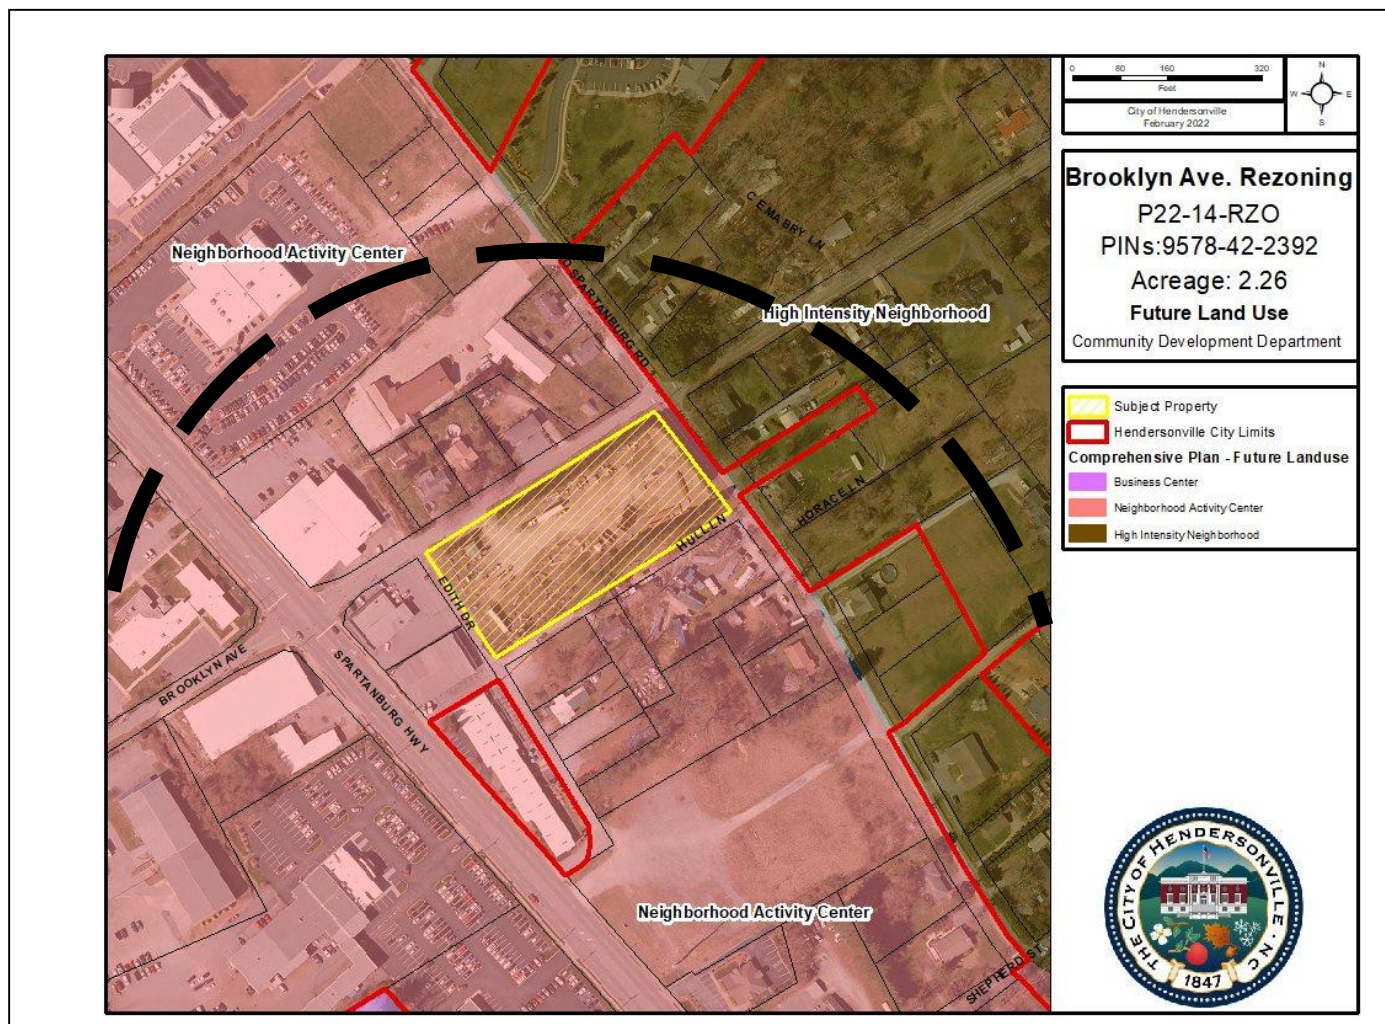 0 80 160 320
Feet
City of Hendersonville
February 2022
N
W E
S
Brooklyn Ave. Rezoning
P22-14-RZO
PINs:9578-42-2392
Acreage: 2.26
Future Land Use
Community Development Department
Subject Property
Hendersonville City Limits
Comprehensive Plan - Future Landuse
Business Center
Neighborhood Activity Center
High Intensity Neighborhood
Neighborhood Activity Center
C EMABRY LN
D SPARTANBURG RD
High Intensity Neighborhood
HORACE LN
HULL LN
EDITH DR
BROOKLYN AVE
SPARTANBURG HWY
Neighborhood Activity Center
SHEPHERD ST
THE CITY OF HENDERSONVILLE · N C
1847